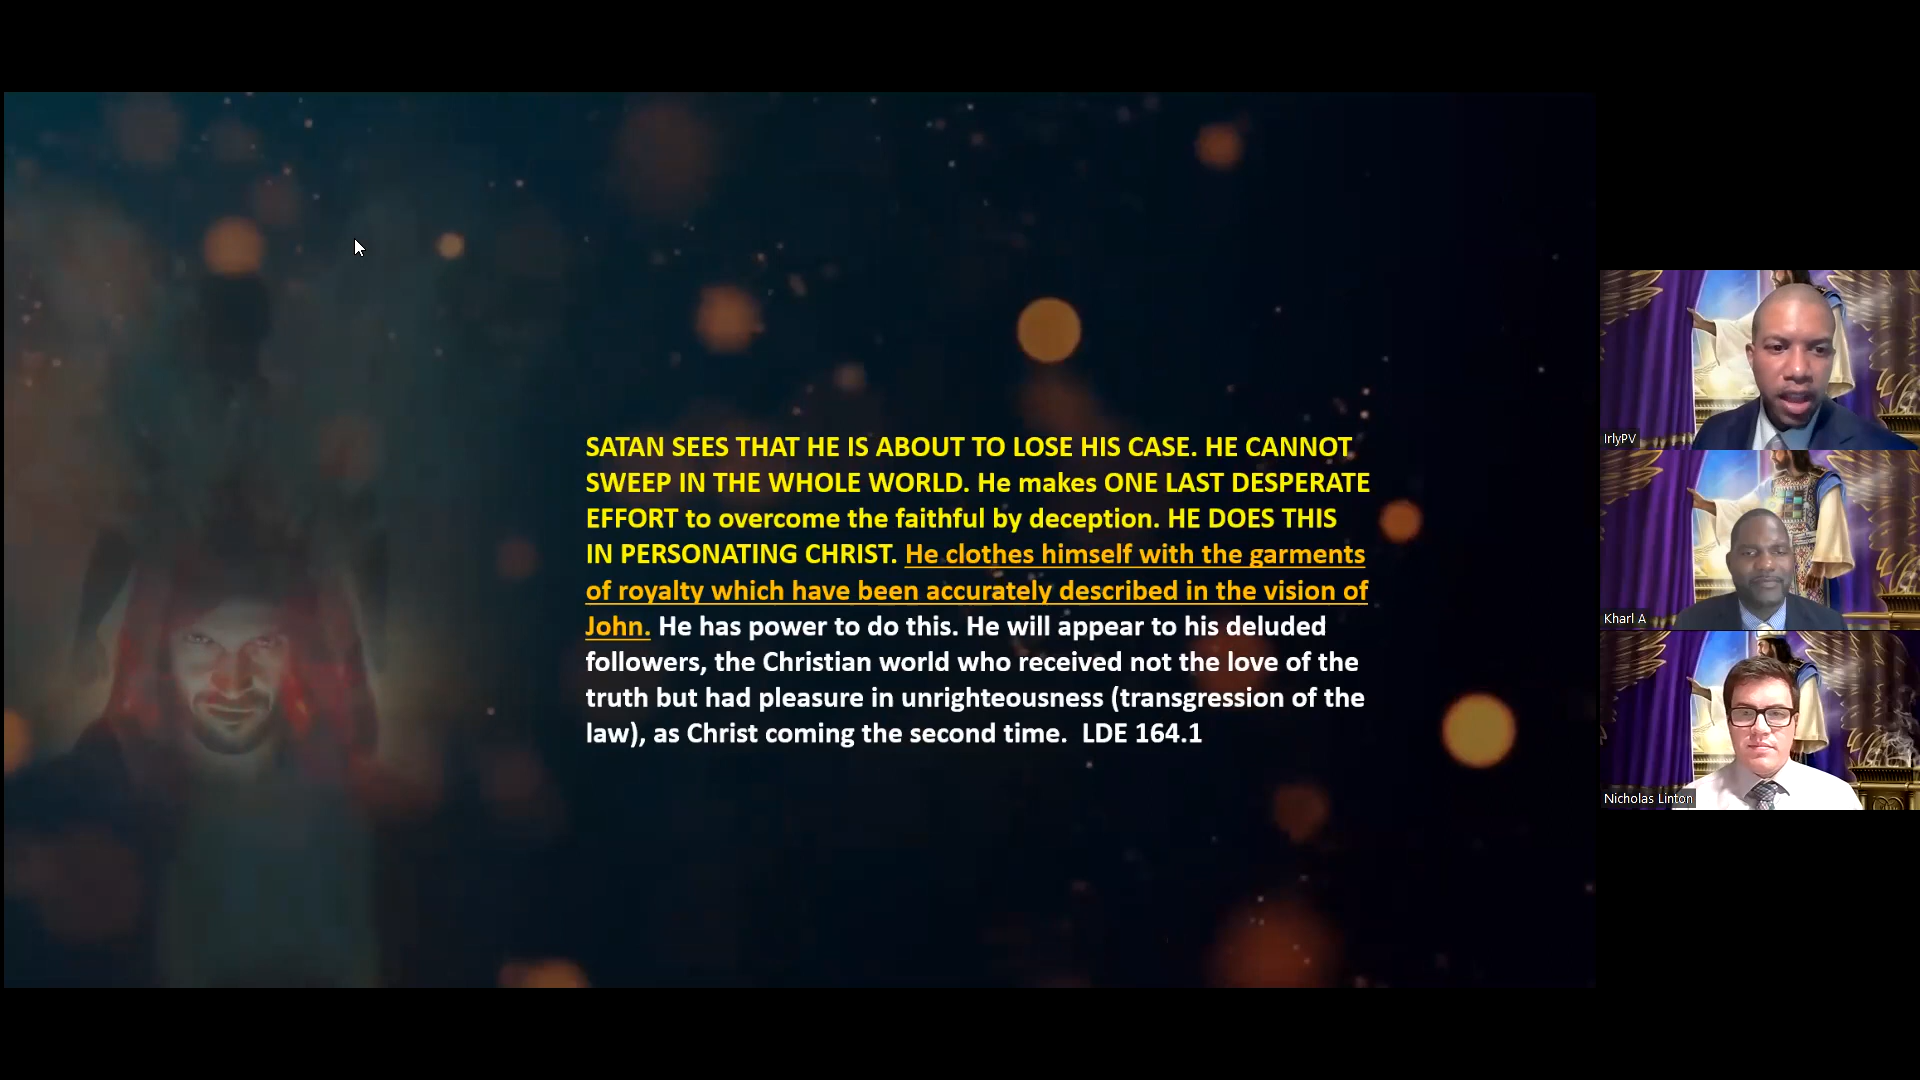 SATAN SEES THAT HE IS ABOUT TO LOSE HIS CASE. HE CANNOT
SWEEP IN THE WHOLE WORLD. He makes ONE LAST DESPERATE
EFFORT to overcome the faithful by deception. HE DOES THIS
IN PERSONATING CHRIST. He clothes himself with the garments
of royalty which have been accurately described in the vision of
John. He has power to do this. He will appear to his deluded
followers, the Christian world who received not the love of the
truth but had pleasure in unrighteousness (transgression of the
law), as Christ coming the second time. LDE 164.1
IrlyPV
Kharl A
Nicholas Linton